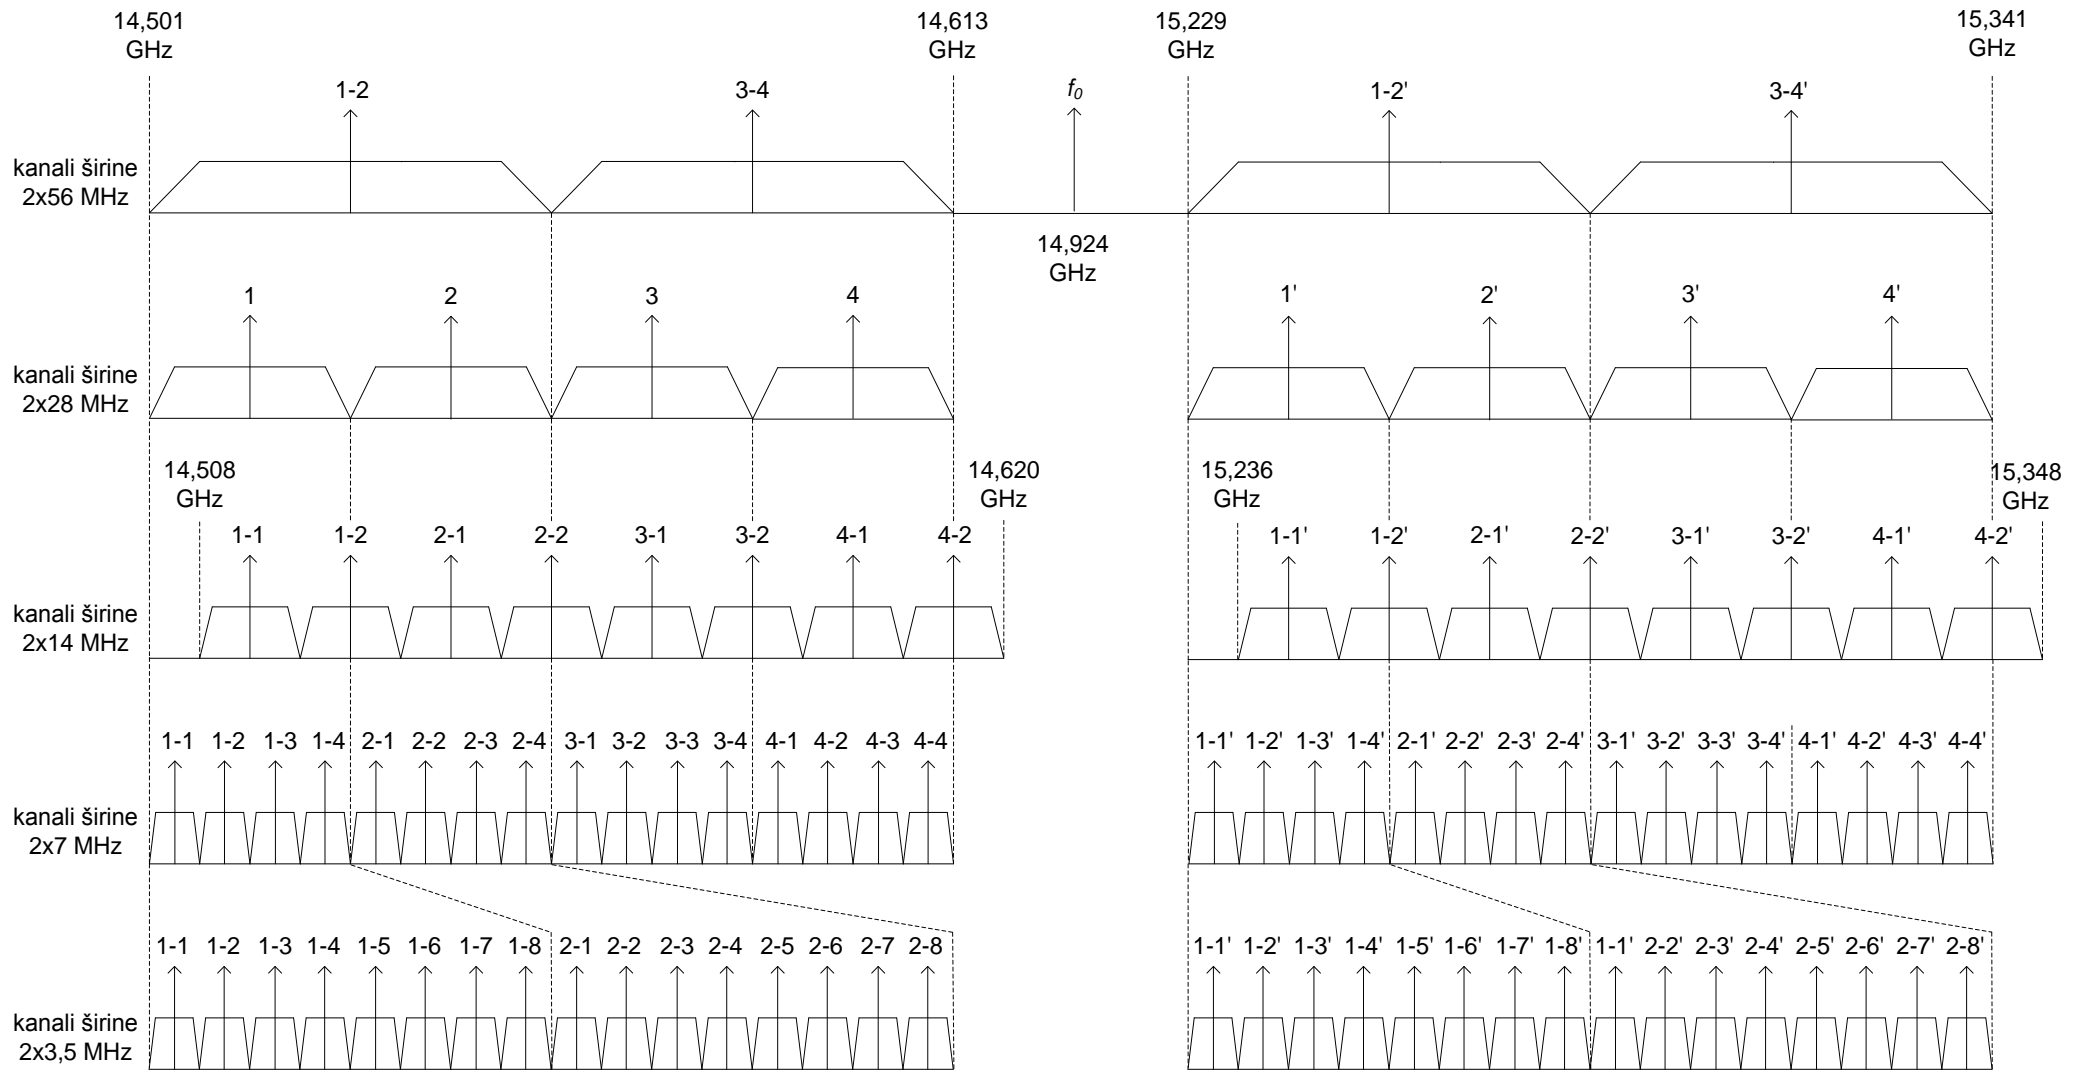 14,501
GHz
14,613
GHz
15,229
GHz
15,341
GHz
1-2
3-4
f0
1-2'
3-4'
kanali širine
2x56 MHz
14,924
GHz
1
2
3
4
1'
2'
3'
4'
kanali širine
2x28 MHz
14,508
GHz
14,620
GHz
15,236
GHz
15,348
GHz
1-1 1-2 2-1 2-2 3-1 3-2 4-1 4-2
1-1' 1-2' 2-1' 2-2' 3-1' 3-2' 4-1' 4-2'
kanali širine
2x14 MHz
1-1 1-2 1-3 1-4 2-1 2-2 2-3 2-4 3-1 3-2 3-3 3-4 4-1 4-2 4-3 4-4
1-1' 1-2' 1-3' 1-4' 2-1' 2-2' 2-3' 2-4' 3-1' 3-2' 3-3' 3-4' 4-1' 4-2' 4-3' 4-4'
kanali širine
2x7 MHz
1-1 1-2 1-3 1-4 1-5 1-6 1-7 1-8 2-1 2-2 2-3 2-4 2-5 2-6 2-7 2-8
1-1' 1-2' 1-3' 1-4' 1-5' 1-6' 1-7' 1-8' 1-1' 2-2' 2-3' 2-4' 2-5' 2-6' 2-7' 2-8'
kanali širine
2x3,5 MHz